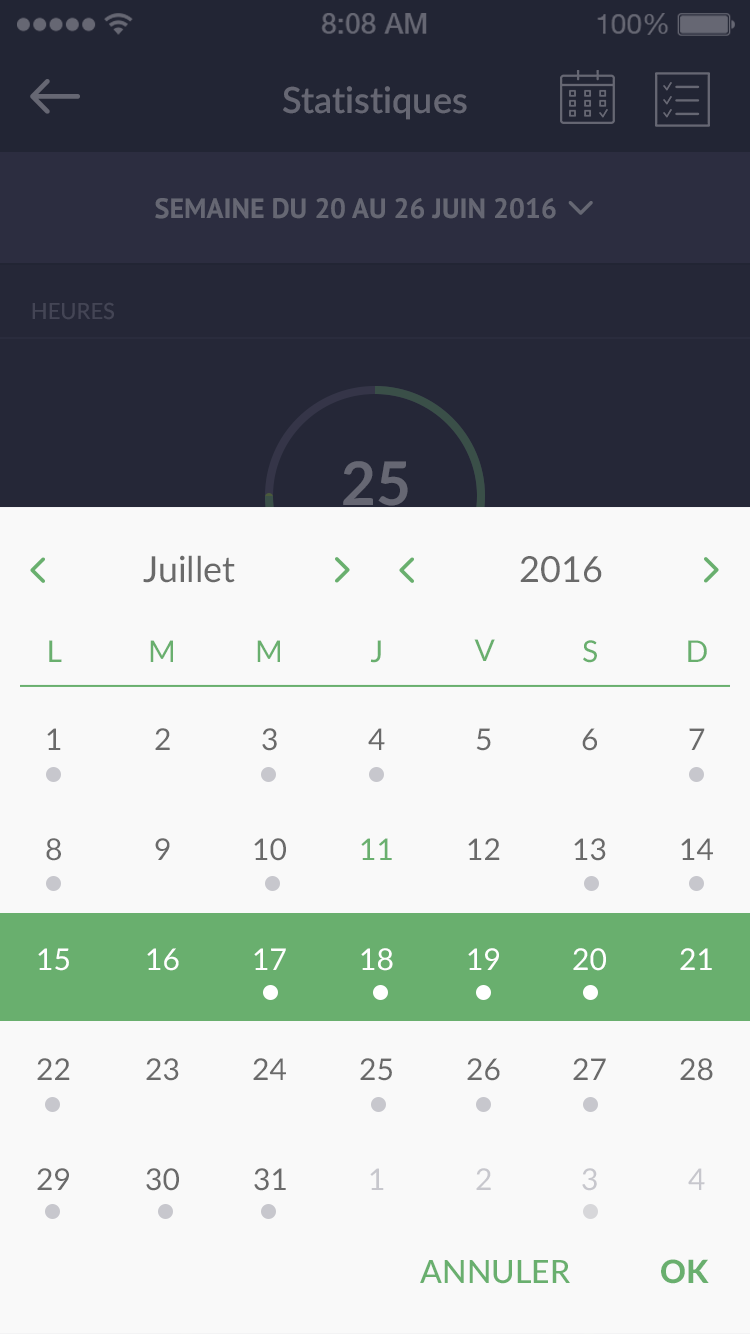 8:08 AM 100%
Statistiques
SEMAINE DU 20 AU 26 JUIN 2016
HEURES
25
Juillet 2016
L M M J V S D
1 2 3 4 5 6 7
8 9 10 11 12 13 14
15 16 17 18 19 20 21
22 23 24 25 26 27 28
29 30 31 1 2 3 4
ANNULER OK